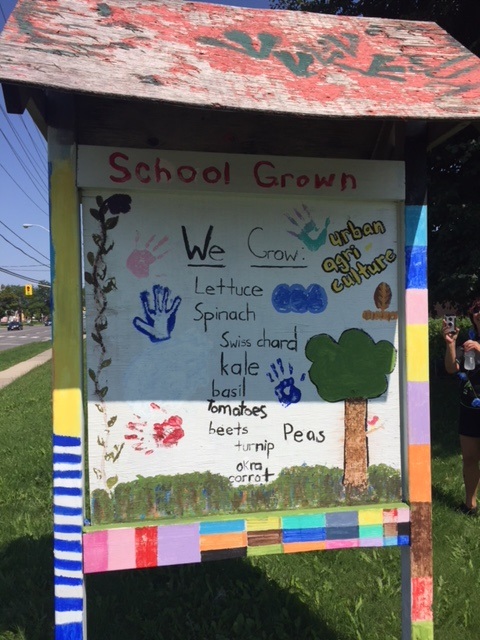 School Grown
We Grow:
urban
agri-
culture
Lettuce
Spinach
Swiss chard
kale
basil
Tomatoes
beets
Peas
turnip
okra
carrot